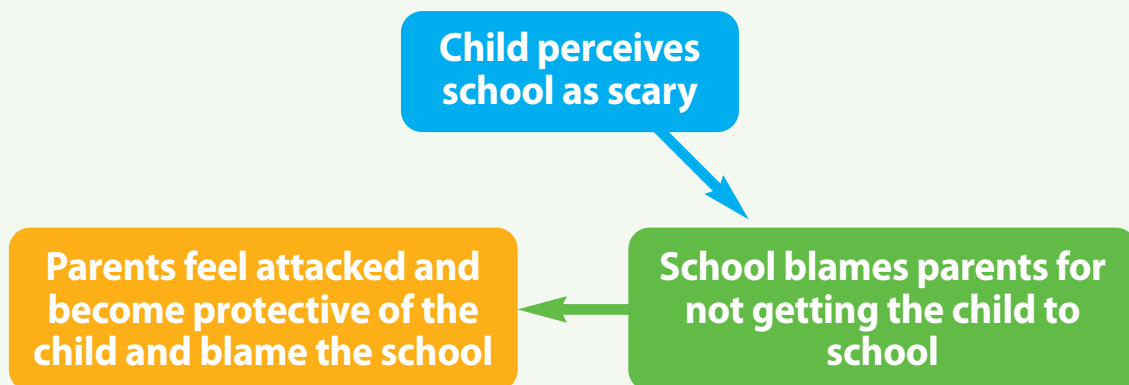 Child perceives
school as scary
Parents feel attacked and
become protective of the
child and blame the school
School blames parents for
not getting the child to
school